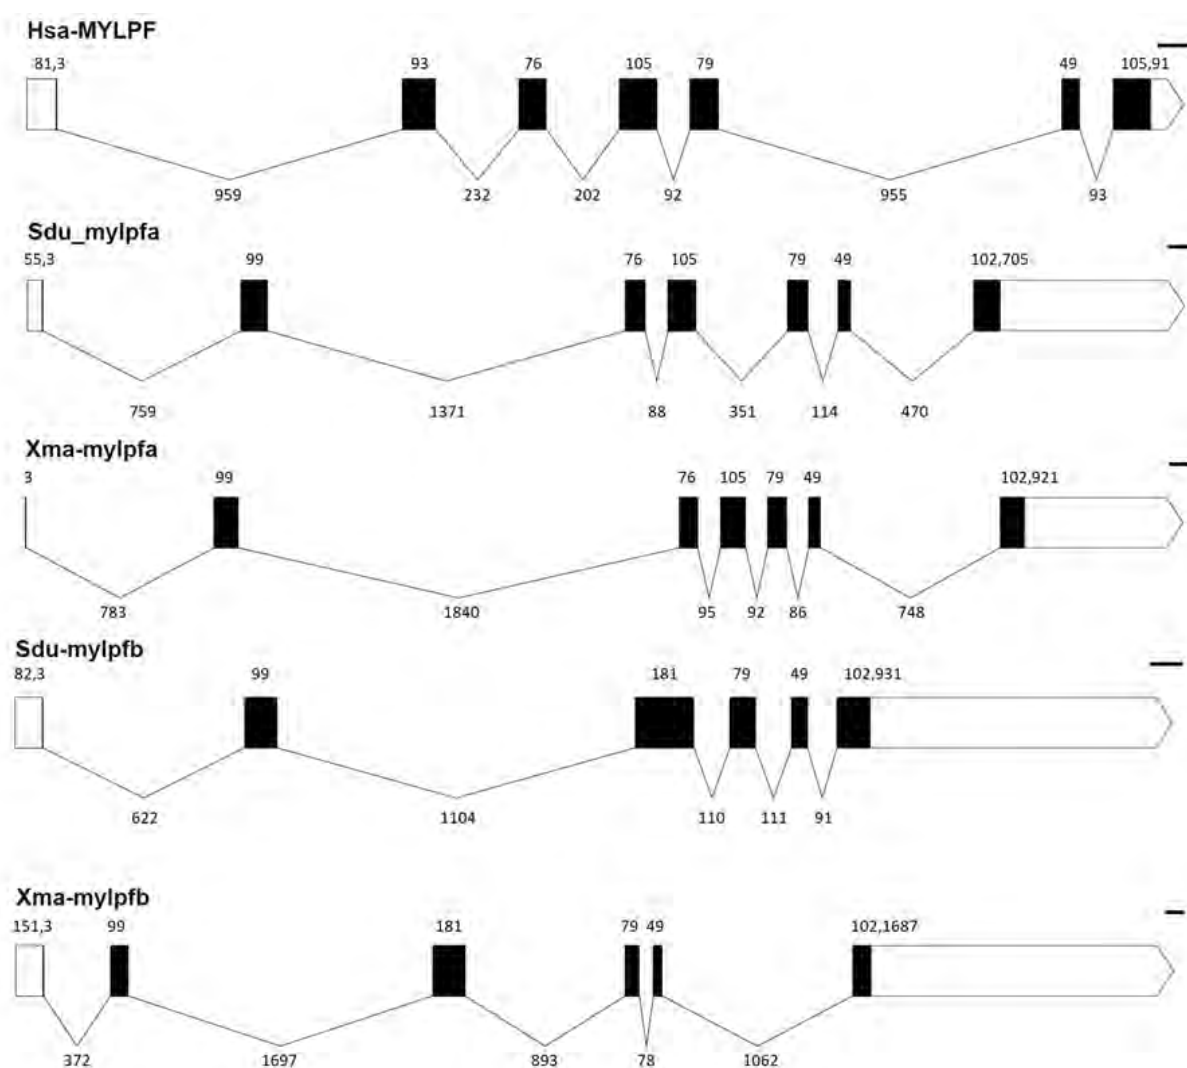 Hsa-MYLPF
81,3 93 76 105 79 49 105,91
959 232 202 92 955 93
Sdu_mylpfa
55,3 99 76 105 79 49 102,705
759 1371 88 351 114 470
Xma-mylpfa
3 99 76 105 79 49 102,921
783 1840 95 92 86 748
Sdu-mylpfb
82,3 99 181 79 49 102,931
622 1104 110 111 91
Xma-mylpfb
151,3 99 181 79 49 102,1687
372 1697 893 78 1062